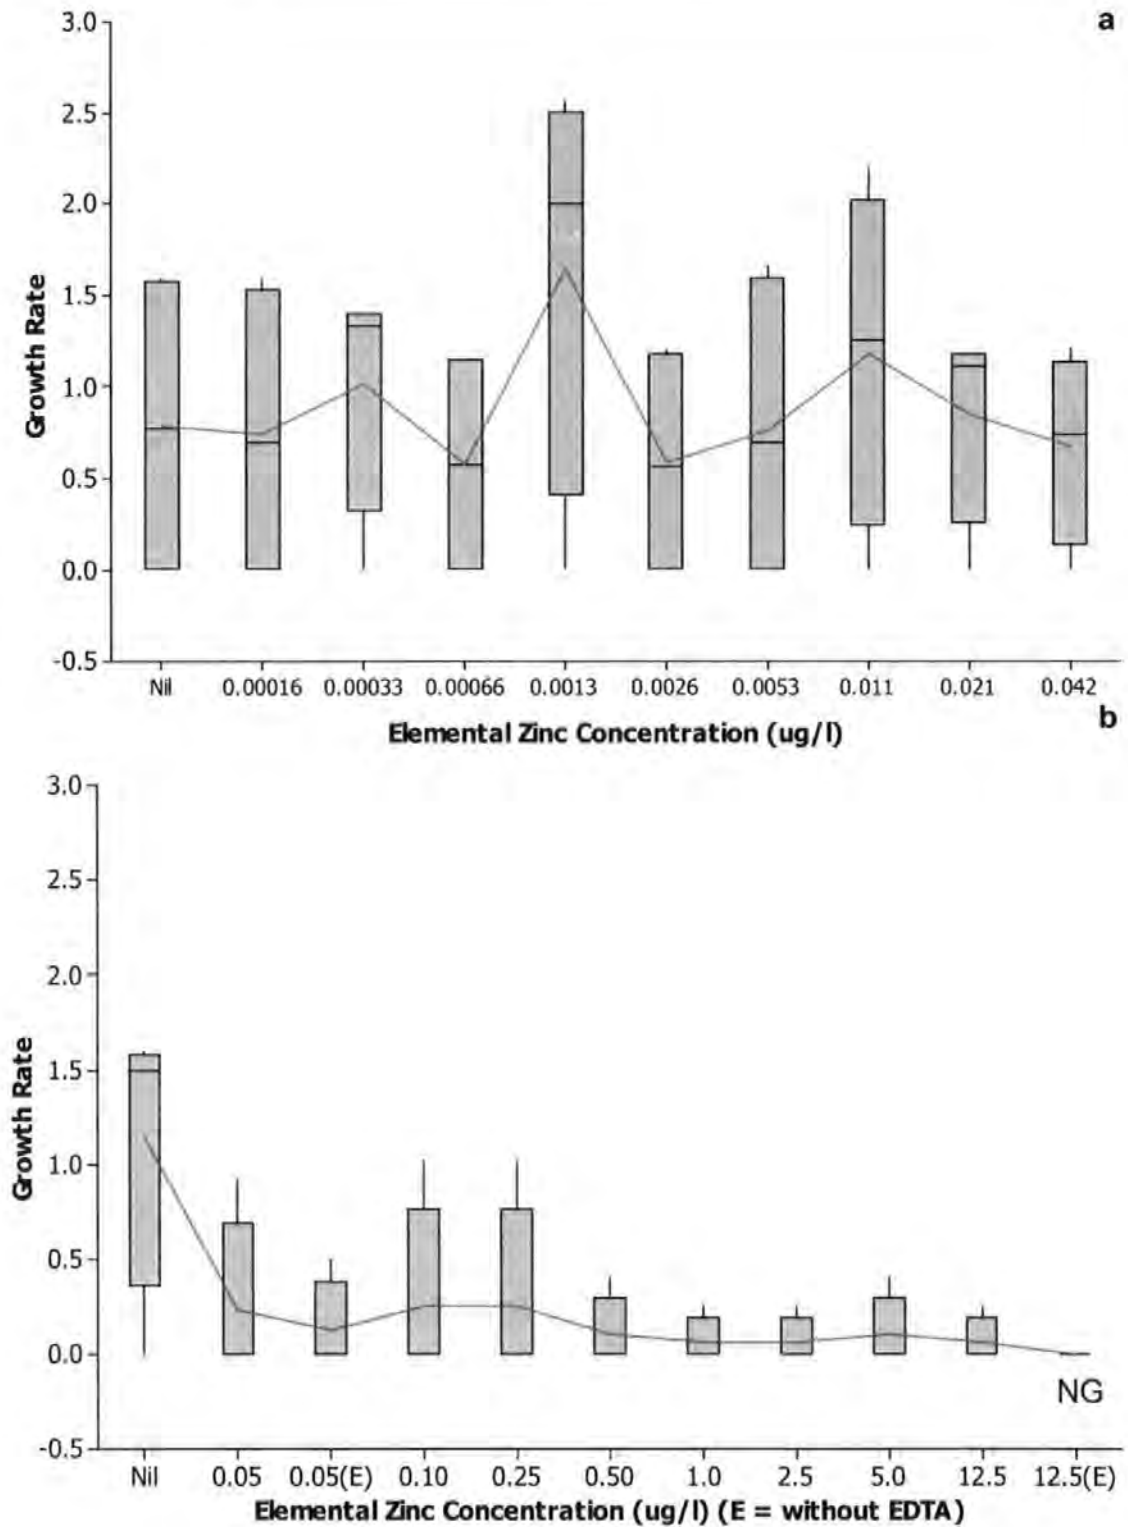 a
3.0
2.5
2.0
1.5
1.0
0.5
0.0
-0.5
Growth Rate
Nil 0.00016 0.00033 0.00066 0.0013 0.0026 0.0053 0.011 0.021 0.042
Elemental Zinc Concentration (ug/l)
b
3.0
2.5
2.0
1.5
1.0
0.5
0.0
-0.5
Growth Rate
NG
Nil 0.05 0.05(E) 0.10 0.25 0.50 1.0 2.5 5.0 12.5 12.5(E)
Elemental Zinc Concentration (ug/l) (E = without EDTA)